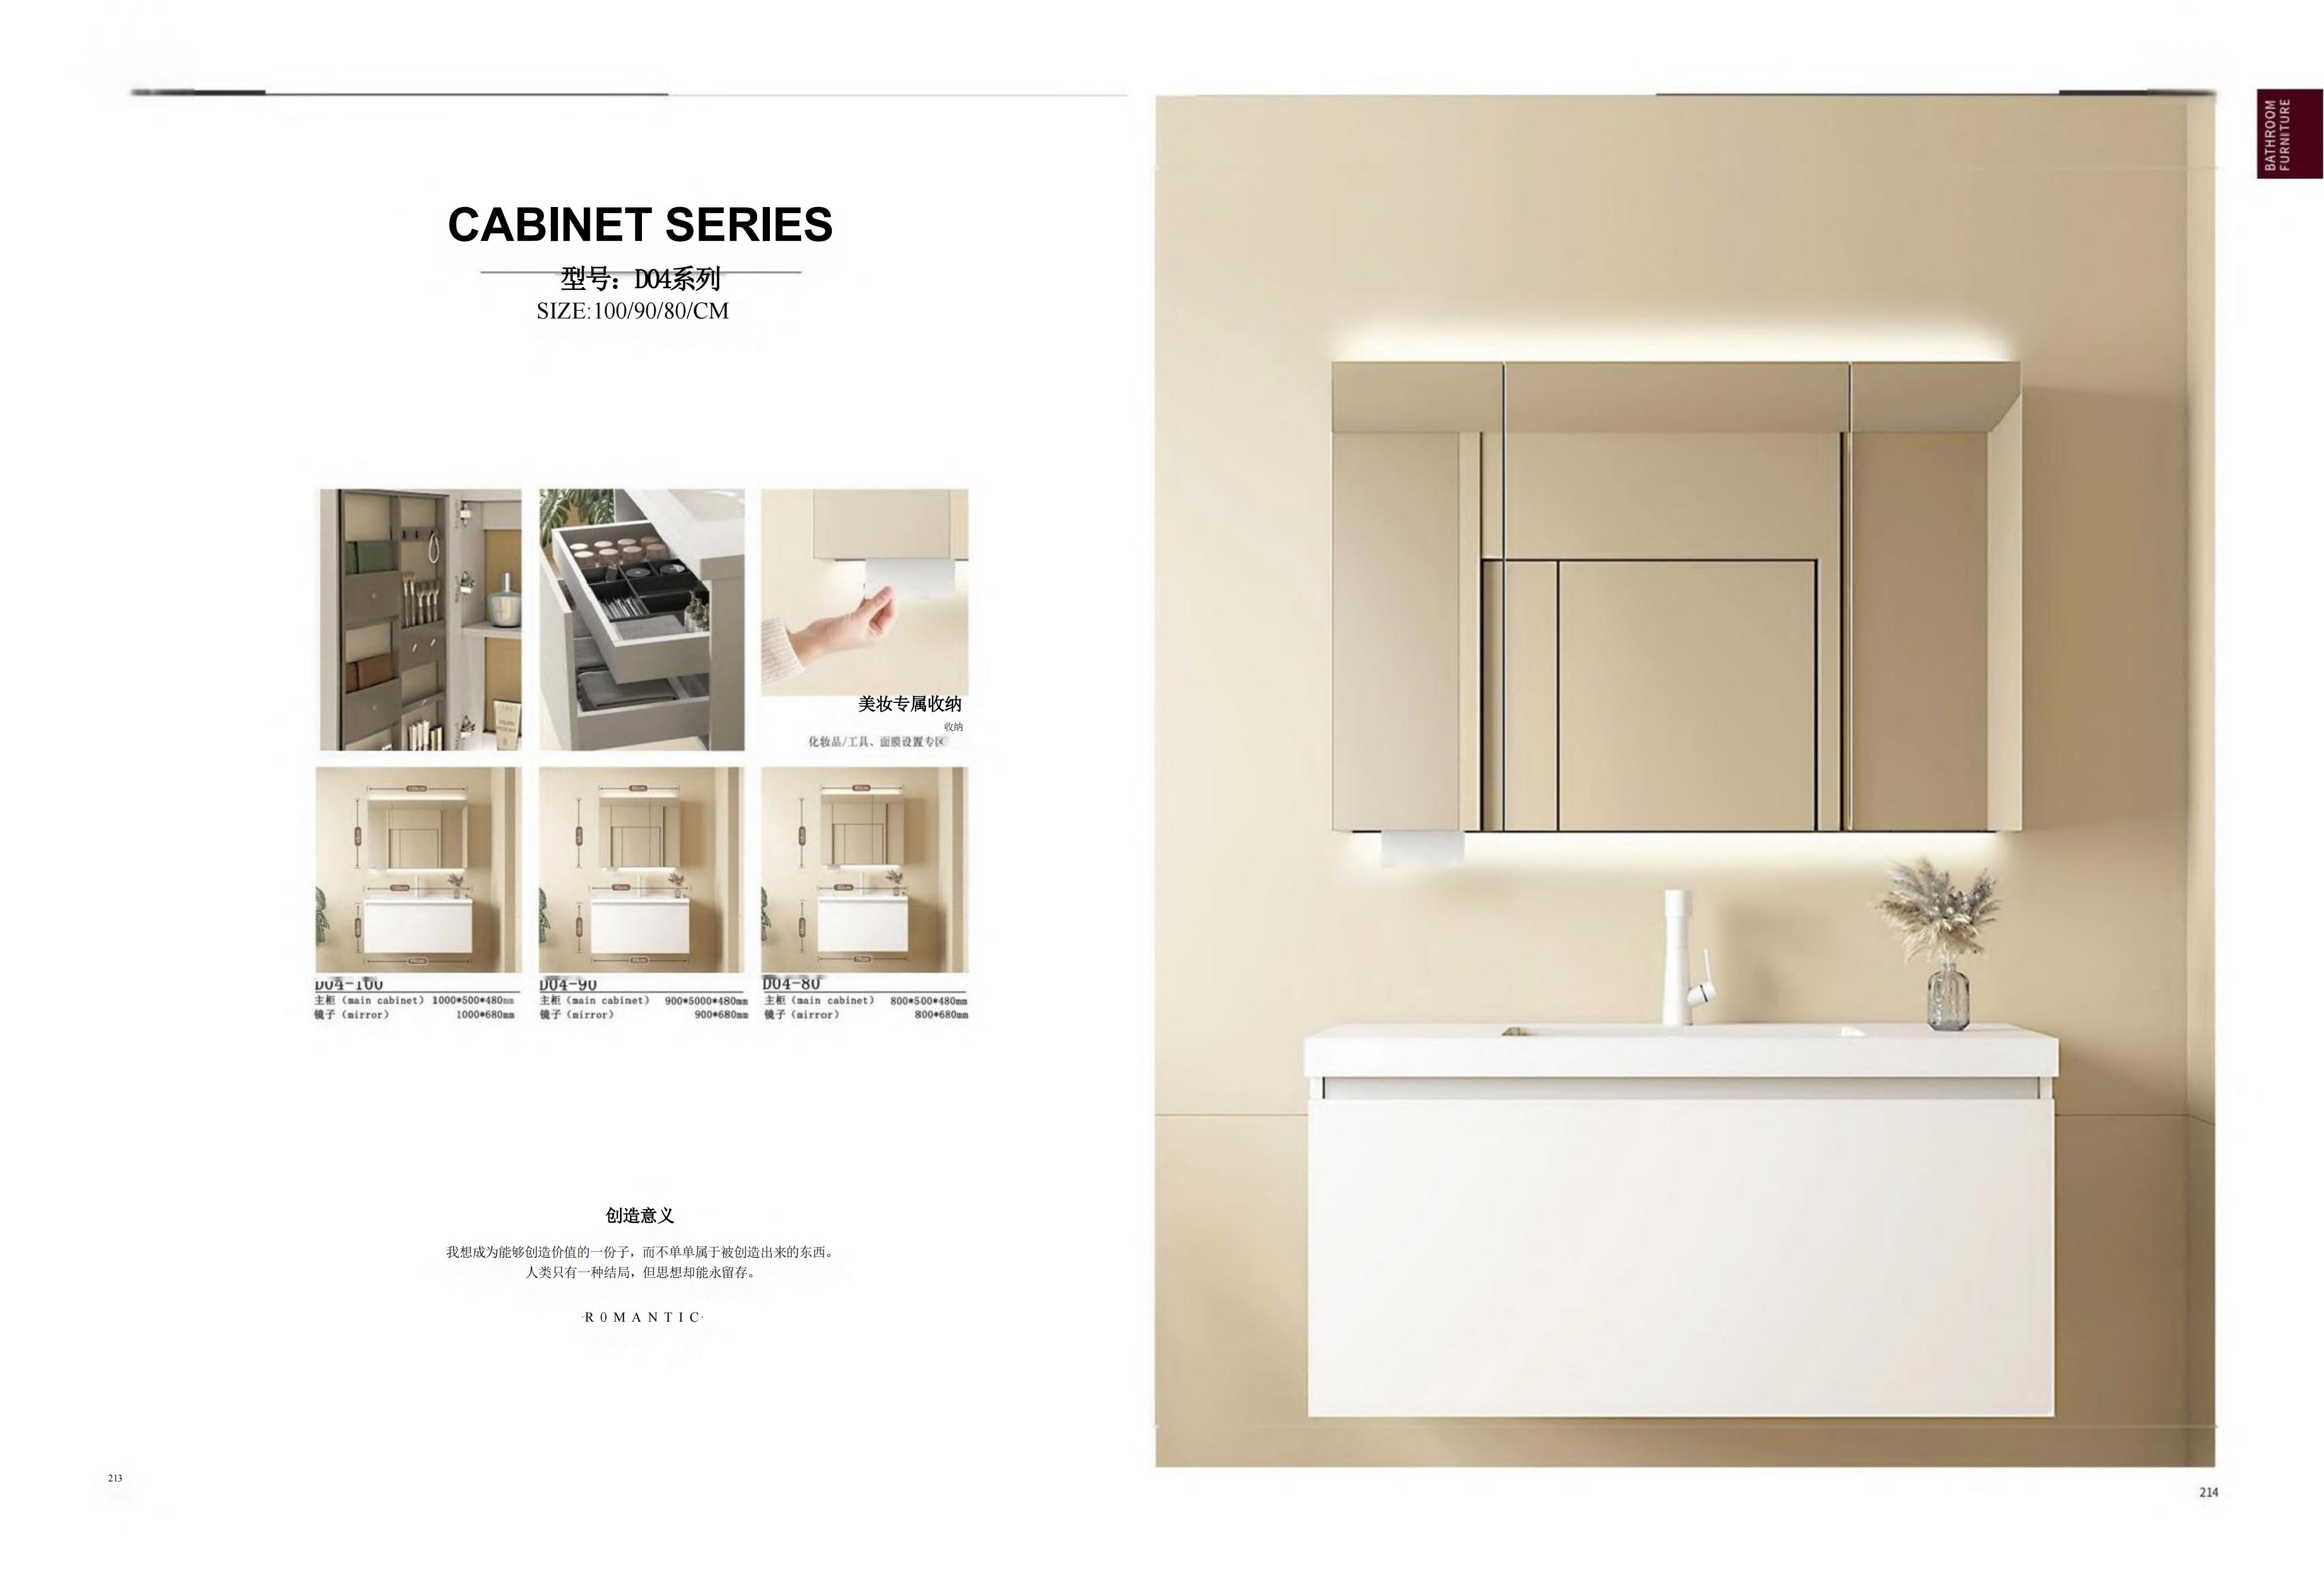 BATHROOM
FURNITURE
CABINET SERIES
型号：D04系列
SIZE:100/90/80/CM
美妆专属收纳
收纳
化妆品/工具、面膜设置专区
100cm
80cm
80cm
100cm
90cm
80cm
D04-100
主柜（main cabinet）1000*500*480mm
镜子（mirror） 1000*680mm
D04-90
主柜（main cabinet） 900*5000*480mm
镜子（mirror） 900*680mm
D04-80
主柜（main cabinet） 800*500*480mm
镜子（mirror） 800*680mm
创造意义
我想成为能够创造价值的一份子，而不单单属于被创造出来的东西。
人类只有一种结局，但思想却能永留存。
·R0MANTIC·
213
214